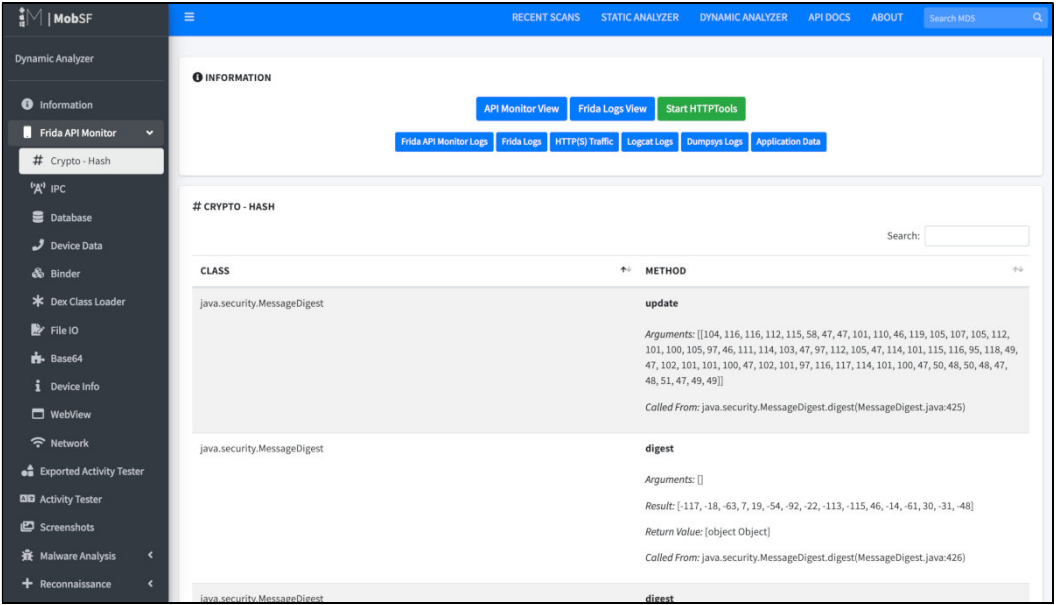 MobSF
RECENT SCANS STATIC ANALYZER DYNAMIC ANALYZER API DOCS ABOUT Search MD5
Dynamic Analyzer
Information
Frida API Monitor
# Crypto - Hash
IPC
Database
Device Data
Binder
Dex Class Loader
File IO
Base64
Device Info
WebView
Network
Exported Activity Tester
Activity Tester
Screenshots
Malware Analysis
Reconnaissance
INFORMATION
API Monitor View Frida Logs View Start HTTPTools
Frida API Monitor Logs Frida Logs HTTP(S) Traffic Logcat Logs Dumpsys Logs Application Data
# CRYPTO - HASH
Search:
CLASS METHOD
java.security.MessageDigest update
Arguments: [[104, 116, 116, 112, 115, 58, 47, 47, 101, 110, 46, 119, 105, 107, 105, 112,
101, 100, 105, 97, 46, 111, 114, 103, 47, 97, 112, 105, 47, 114, 101, 115, 116, 95, 118, 49,
47, 102, 101, 101, 100, 47, 102, 101, 97, 116, 117, 114, 101, 100, 47, 50, 48, 50, 48, 47,
48, 51, 47, 49, 49]]
Called From: java.security.MessageDigest.digest(MessageDigest.java:425)
java.security.MessageDigest digest
Arguments: []
Result: [-117, -18, -63, 7, 19, -54, -92, -22, -113, -115, 46, -14, -61, 30, -31, -48]
Return Value: [object Object]
Called From: java.security.MessageDigest.digest(MessageDigest.java:426)
java.security.MessageDigest digest